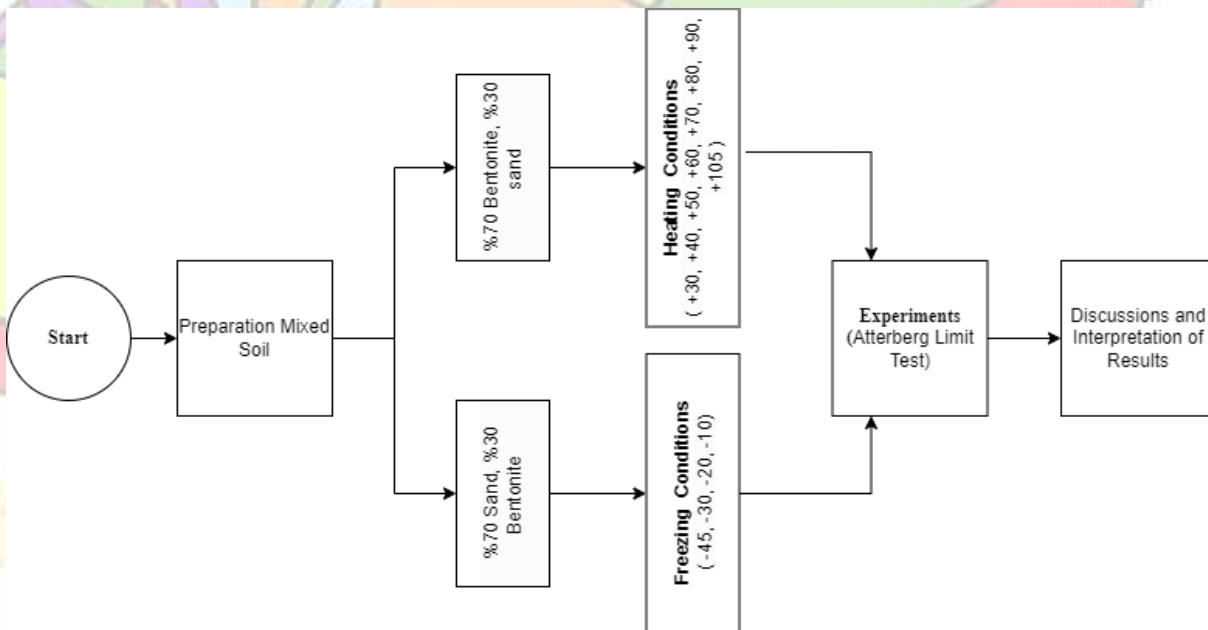 Start
Preparation Mixed
Soil
%70 Bentonite, %30
sand
Heating Conditions
( +30, +40, +50, +60, +70, +80, +90,
+105 )
%70 Sand, %30
Bentonite
Freezing Conditions
( -45, -30, -20, -10)
Experiments
(Atterberg Limit
Test)
Discussions and
Interpretation of
Results